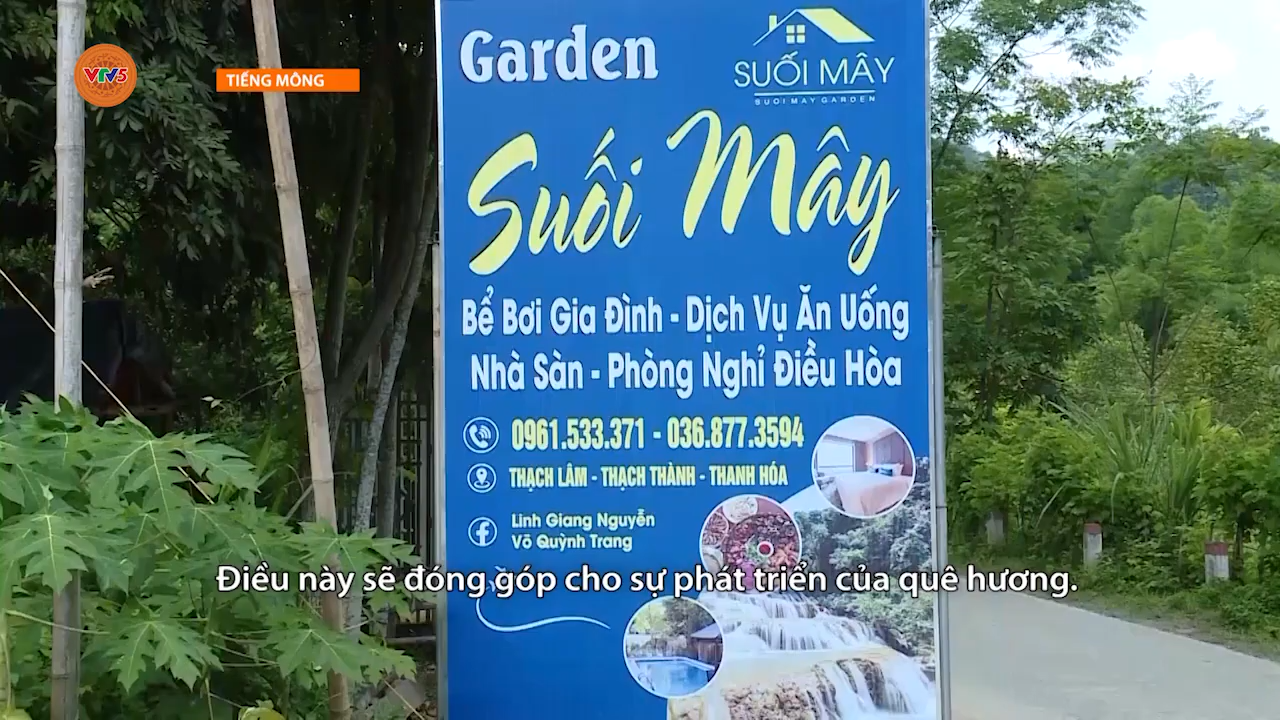 VTV5
TIẾNG MÔNG
Garden
SUỐI MÂY
SUOI MAY GARDEN
Suối Mây
Bể Bơi Gia Đình - Dịch Vụ Ăn Uống
Nhà Sàn - Phòng Nghỉ Điều Hòa
0961.533.371 - 036.877.3594
THẠCH LÂM - THẠCH THÀNH - THANH HÓA
Linh Giang Nguyễn
Võ Quỳnh Trang
Điều này sẽ đóng góp cho sự phát triển của quê hương.